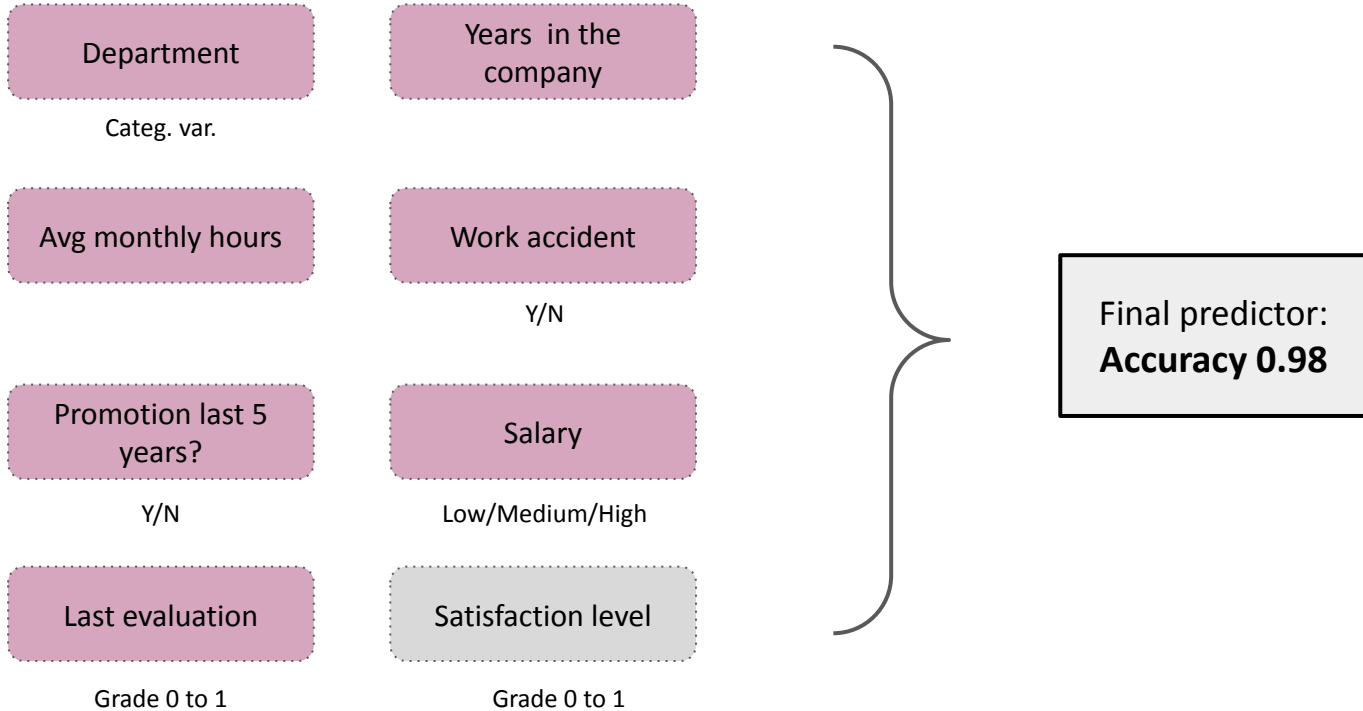 Department
Years in the
company
Categ. var.
Avg monthly hours
Work accident
Y/N
Final predictor:
Accuracy 0.98
Promotion last 5
years?
Salary
Y/N
Low/Medium/High
Last evaluation
Satisfaction level
Grade 0 to 1
Grade 0 to 1